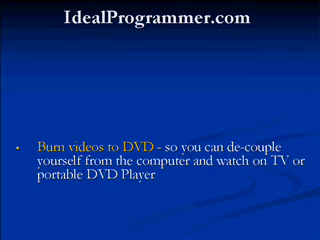 IdealProgrammer.com
• Burn videos to DVD - so you can de-couple
yourself from the computer and watch on TV or
portable DVD Player